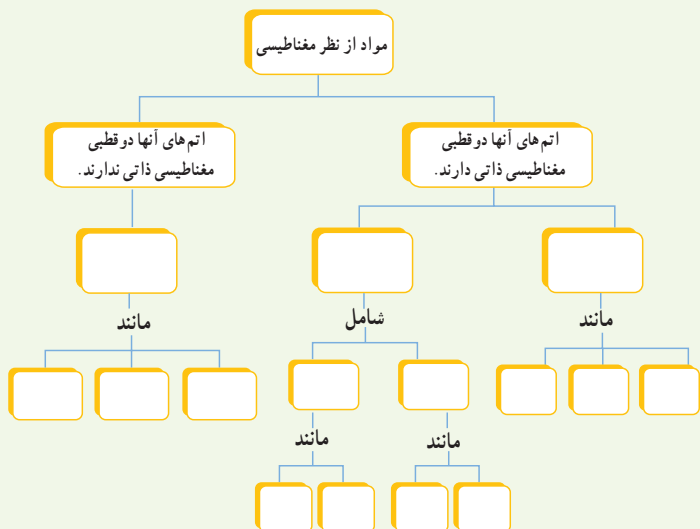 مواد از نظر مغناطیسی
اتم‌های آنها دوقطبی
مغناطیسی ذاتی دارند.
اتم‌های آنها دوقطبی
مغناطیسی ذاتی ندارند.
مانند
شامل
مانند
مانند
مانند